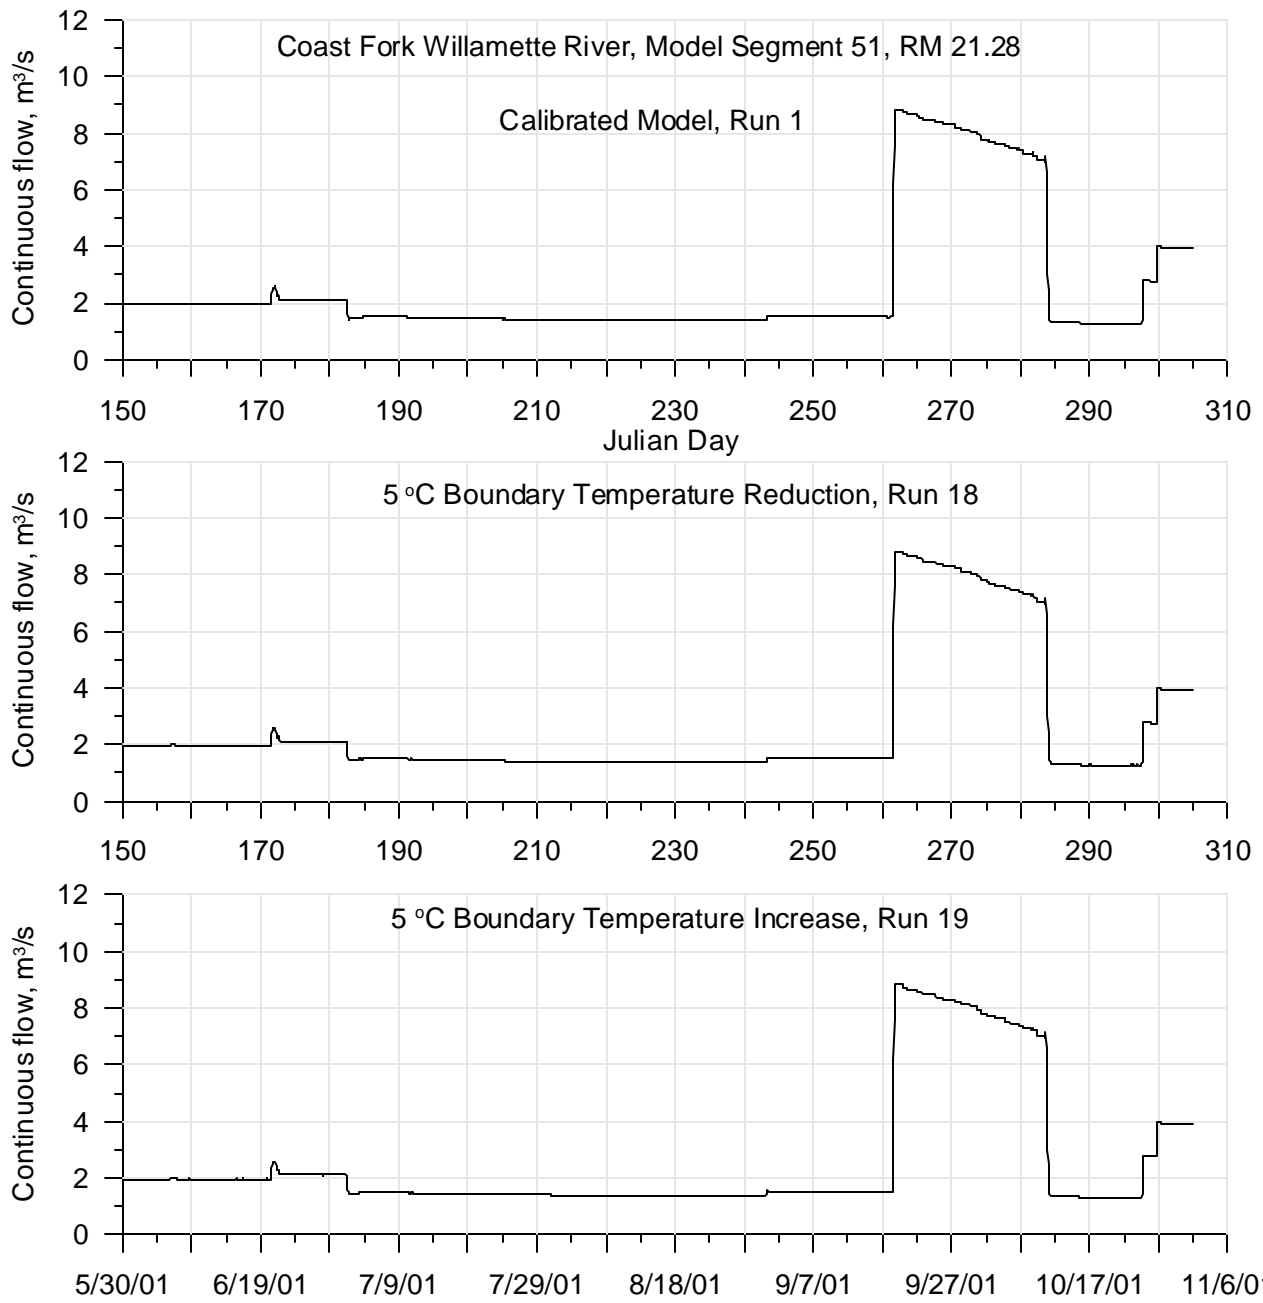 12
Coast Fork Willamette River, Model Segment 51, RM 21.28
10
Calibrated Model, Run 1
8
6
4
2
0
Continuous flow, m³/s
150 170 190 210 230 250 270 290 310
Julian Day
12
5 ºC Boundary Temperature Reduction, Run 18
10
8
6
4
2
0
Continuous flow, m³/s
150 170 190 210 230 250 270 290 310
12
5 ºC Boundary Temperature Increase, Run 19
10
8
6
4
2
0
Continuous flow, m³/s
5/30/01 6/19/01 7/9/01 7/29/01 8/18/01 9/7/01 9/27/01 10/17/01 11/6/0